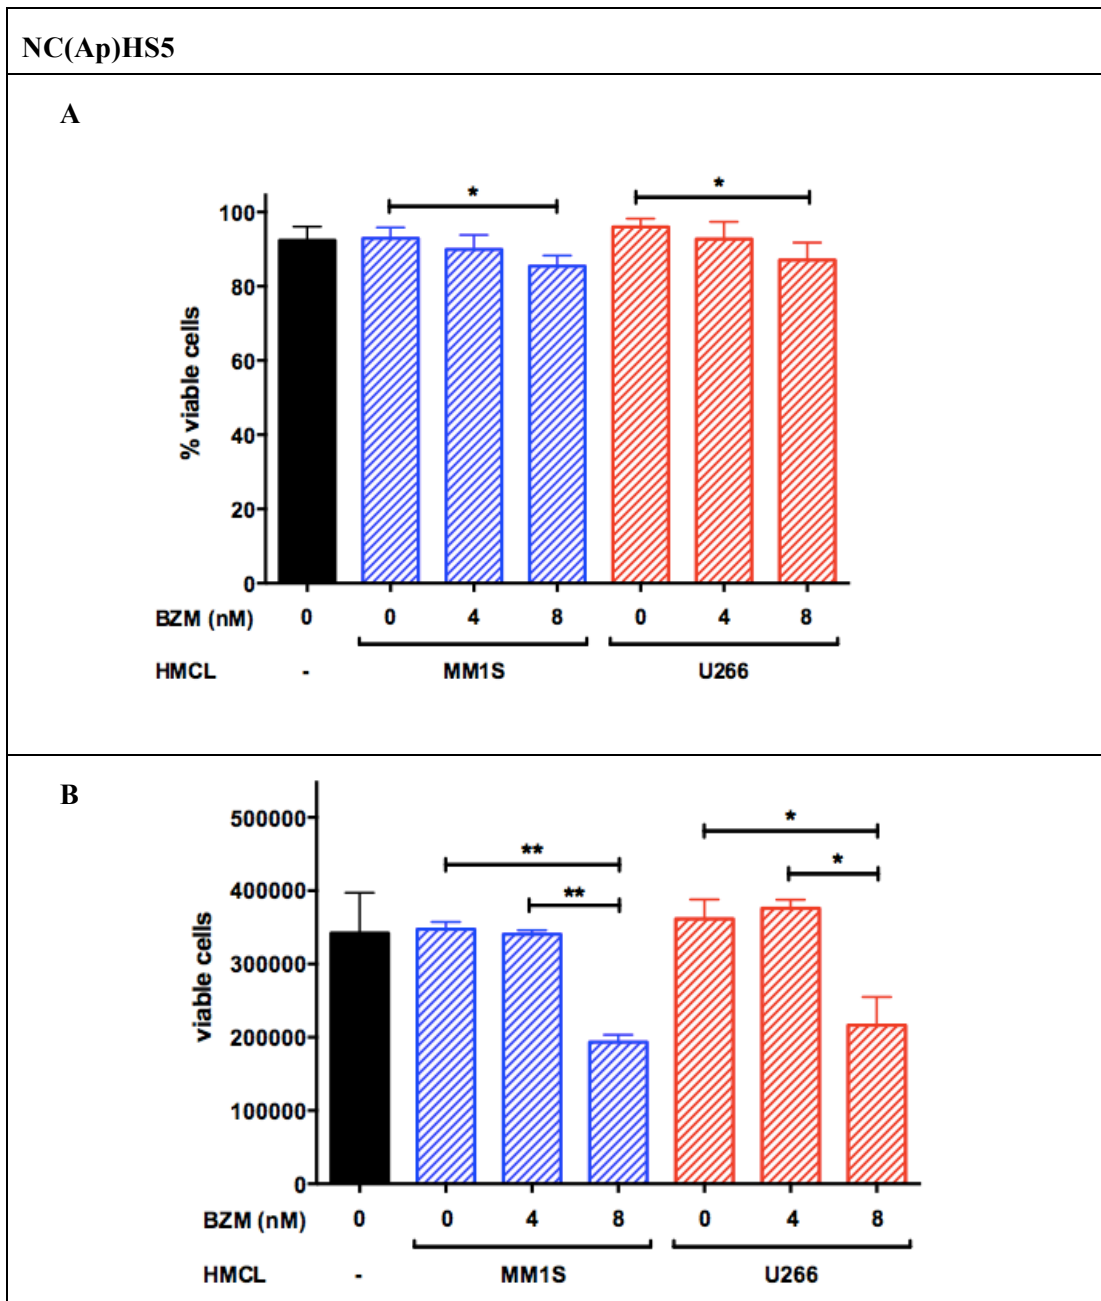 NC(Ap)HS5
A
* *
100
80
60
40
20
0
% viable cells
BZM (nM) 0 0 4 8 0 4 8
HMCL - MM1S U266
B
500000
400000
300000
200000
100000
0
viable cells
** *
** *
BZM (nM) 0 0 4 8 0 4 8
HMCL - MM1S U266